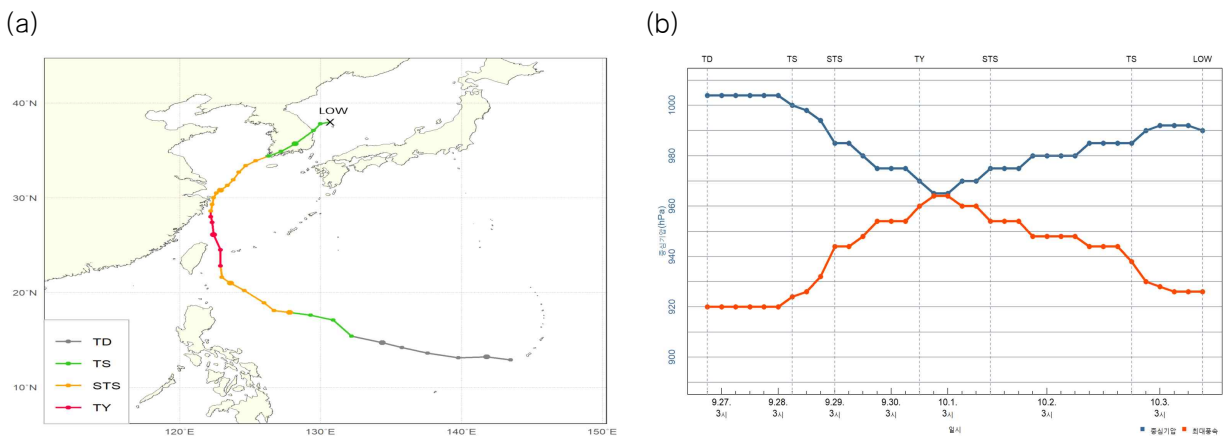 (a)
(b)
40°N
30°N
20°N
10°N
120°E
130°E
140°E
150°E
LOW
TD
TS
STS
TY
TD
TS
STS
TY
STS
TS
LOW
1000
980
960
940
920
900
중심기압(hPa)
9.27.
3시
9.28.
3시
9.29.
3시
9.30.
3시
10.1.
3시
10.2.
3시
10.3.
3시
일시
중심기압
최대풍속